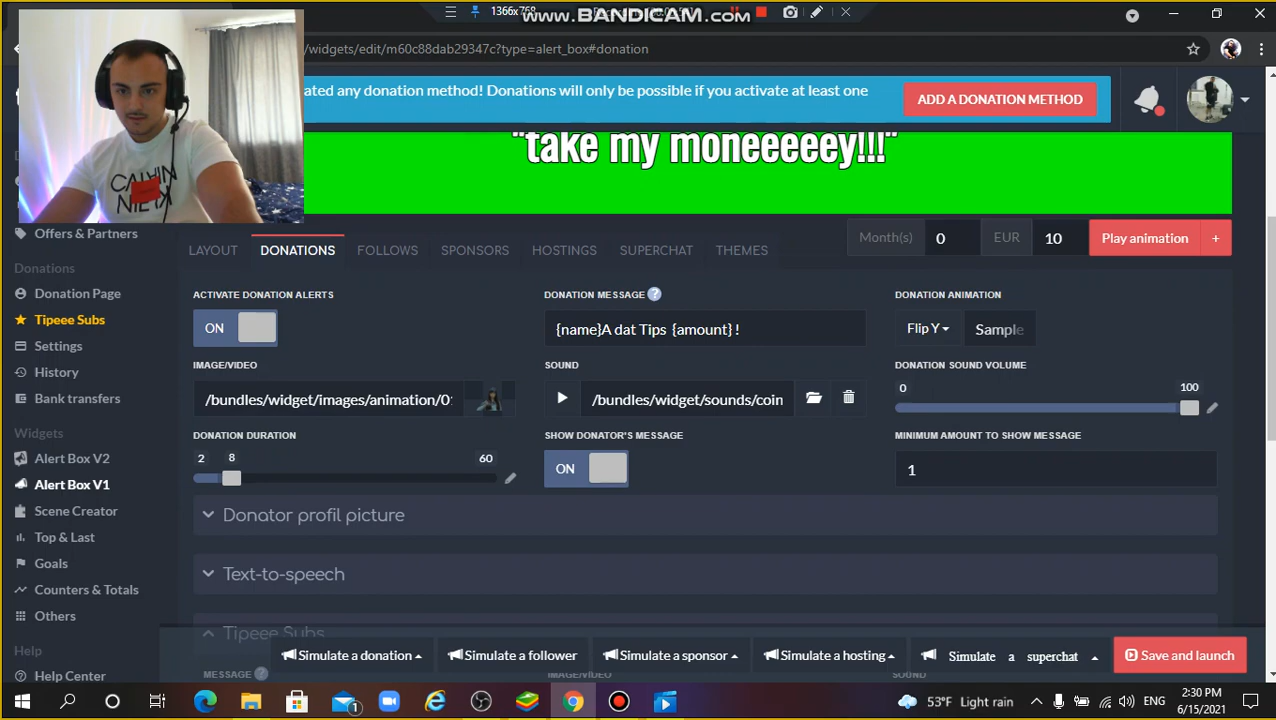 1366x768
www.BANDICAM.com
/widgets/edit/m60c88dab29347c?type=alert_box#donation
ated any donation method! Donations will only be possible if you activate at least one
ADD A DONATION METHOD
"take my moneeeeey!!!"
CALVIN
Offers & Partners
Donations
Donation Page
Tipeee Subs
Settings
History
Bank transfers
Widgets
Alert Box V2
Alert Box V1
Scene Creator
Top & Last
Goals
Counters & Totals
Others
Help
Help Center
LAYOUT DONATIONS FOLLOWS SPONSORS HOSTINGS SUPERCHAT THEMES
Month(s) 0 EUR 10 Play animation +
ACTIVATE DONATION ALERTS
ON
DONATION MESSAGE ?
{name}A dat Tips {amount} !
DONATION ANIMATION
Flip Y Sample
IMAGE/VIDEO
/bundles/widget/images/animation/0
SOUND
/bundles/widget/sounds/coin
DONATION SOUND VOLUME
0 100
DONATION DURATION
2 8 60
SHOW DONATOR'S MESSAGE
ON
MINIMUM AMOUNT TO SHOW MESSAGE
1
Donator profil picture
Text-to-speech
Tipeee Subs
MESSAGE ? IMAGE/VIDEO SOUND
Simulate a donation Simulate a follower Simulate a sponsor Simulate a hosting Simulate a superchat Save and launch
1
53°F Light rain
ENG
2:30 PM
6/15/2021